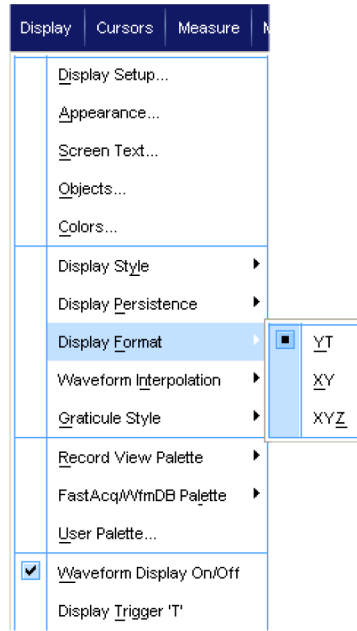 Display Cursors Measure
Display Setup...
Appearance...
Screen Text...
Objects...
Colors...
Display Style
Display Persistence
Display Format
YT
XY
XYZ
Waveform Interpolation
Graticule Style
Record View Palette
FastAcq/WfmDB Palette
User Palette...
Waveform Display On/Off
Display Trigger 'T'